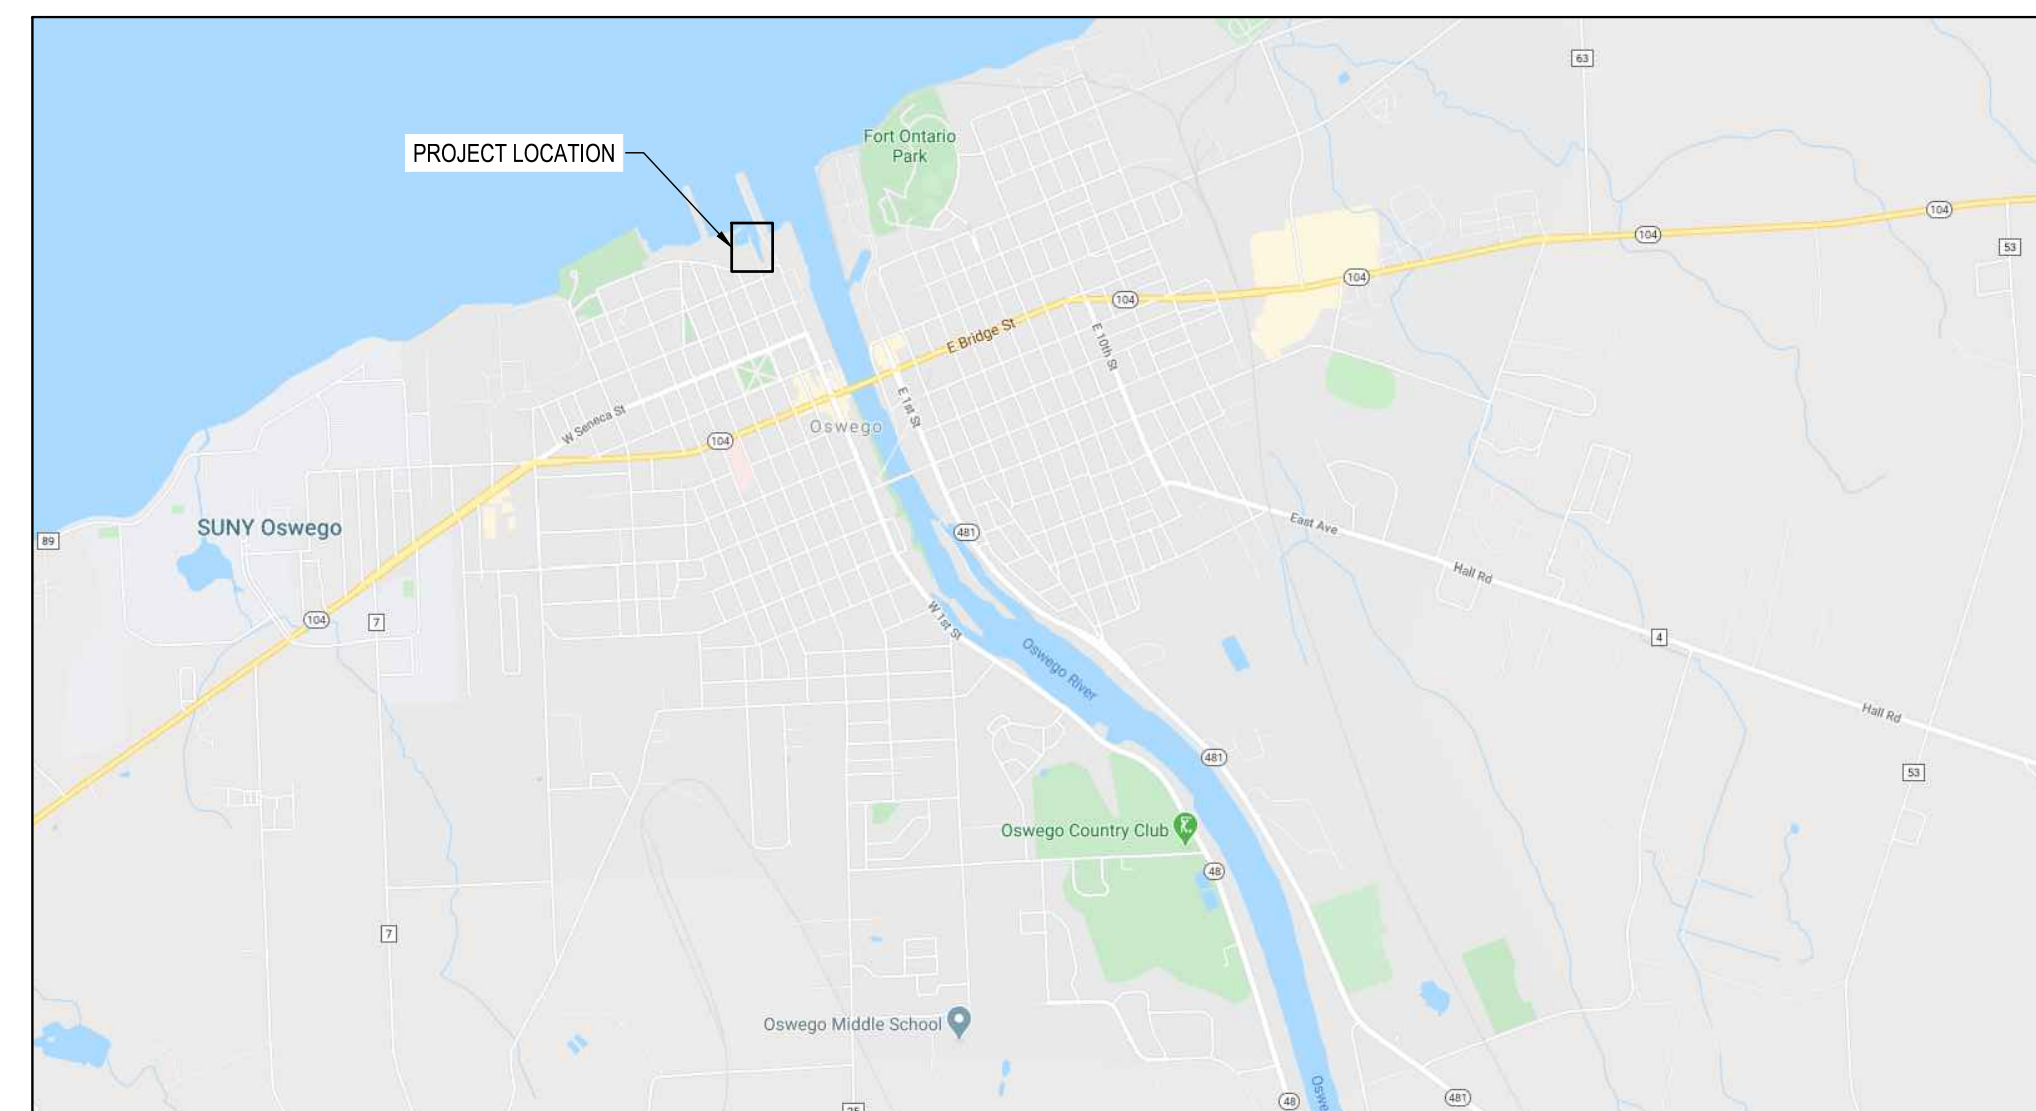 63
Fort Ontario
Park
PROJECT LOCATION
104
104
53
104
104
E Bridge St
E 10th St
E 1st St
W Seneca St
Oswego
104
SUNY Oswego
89
481
East Ave
Hall Rd
104
7
W 1st St
4
Oswego River
Hall Rd
481
53
Oswego Country Club
48
7
Oswego Middle School
48
481